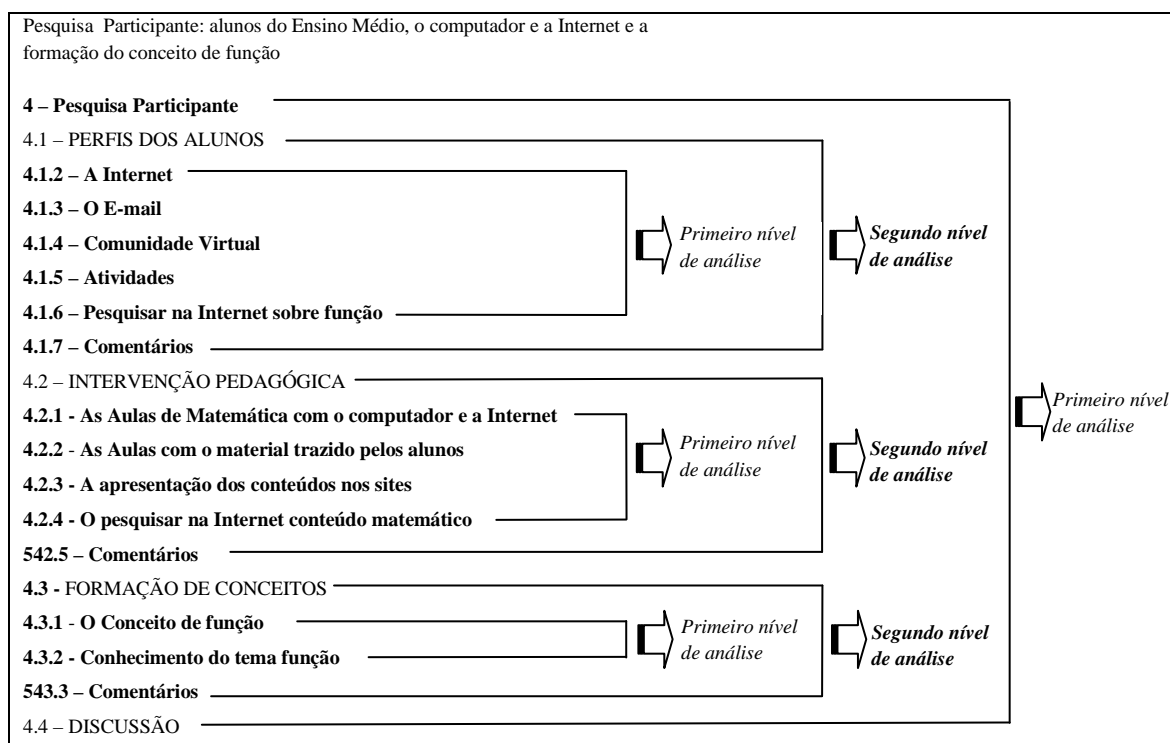 Pesquisa Participante: alunos do Ensino Médio, o computador e a Internet e a
formação do conceito de função
4 – Pesquisa Participante
4.1 – PERFIS DOS ALUNOS
4.1.2 – A Internet
4.1.3 – O E-mail
4.1.4 – Comunidade Virtual
4.1.5 – Atividades
4.1.6 – Pesquisar na Internet sobre função
4.1.7 – Comentários
Primeiro nível
de análise
Segundo nível
de análise
4.2 – INTERVENÇÃO PEDAGÓGICA
4.2.1 - As Aulas de Matemática com o computador e a Internet
4.2.2 - As Aulas com o material trazido pelos alunos
4.2.3 - A apresentação dos conteúdos nos sites
4.2.4 - O pesquisar na Internet conteúdo matemático
542.5 – Comentários
Primeiro nível
de análise
Segundo nível
de análise
4.3 - FORMAÇÃO DE CONCEITOS
4.3.1 - O Conceito de função
4.3.2 - Conhecimento do tema função
543.3 – Comentários
Primeiro nível
de análise
Segundo nível
de análise
4.4 – DISCUSSÃO
Primeiro nível
de análise